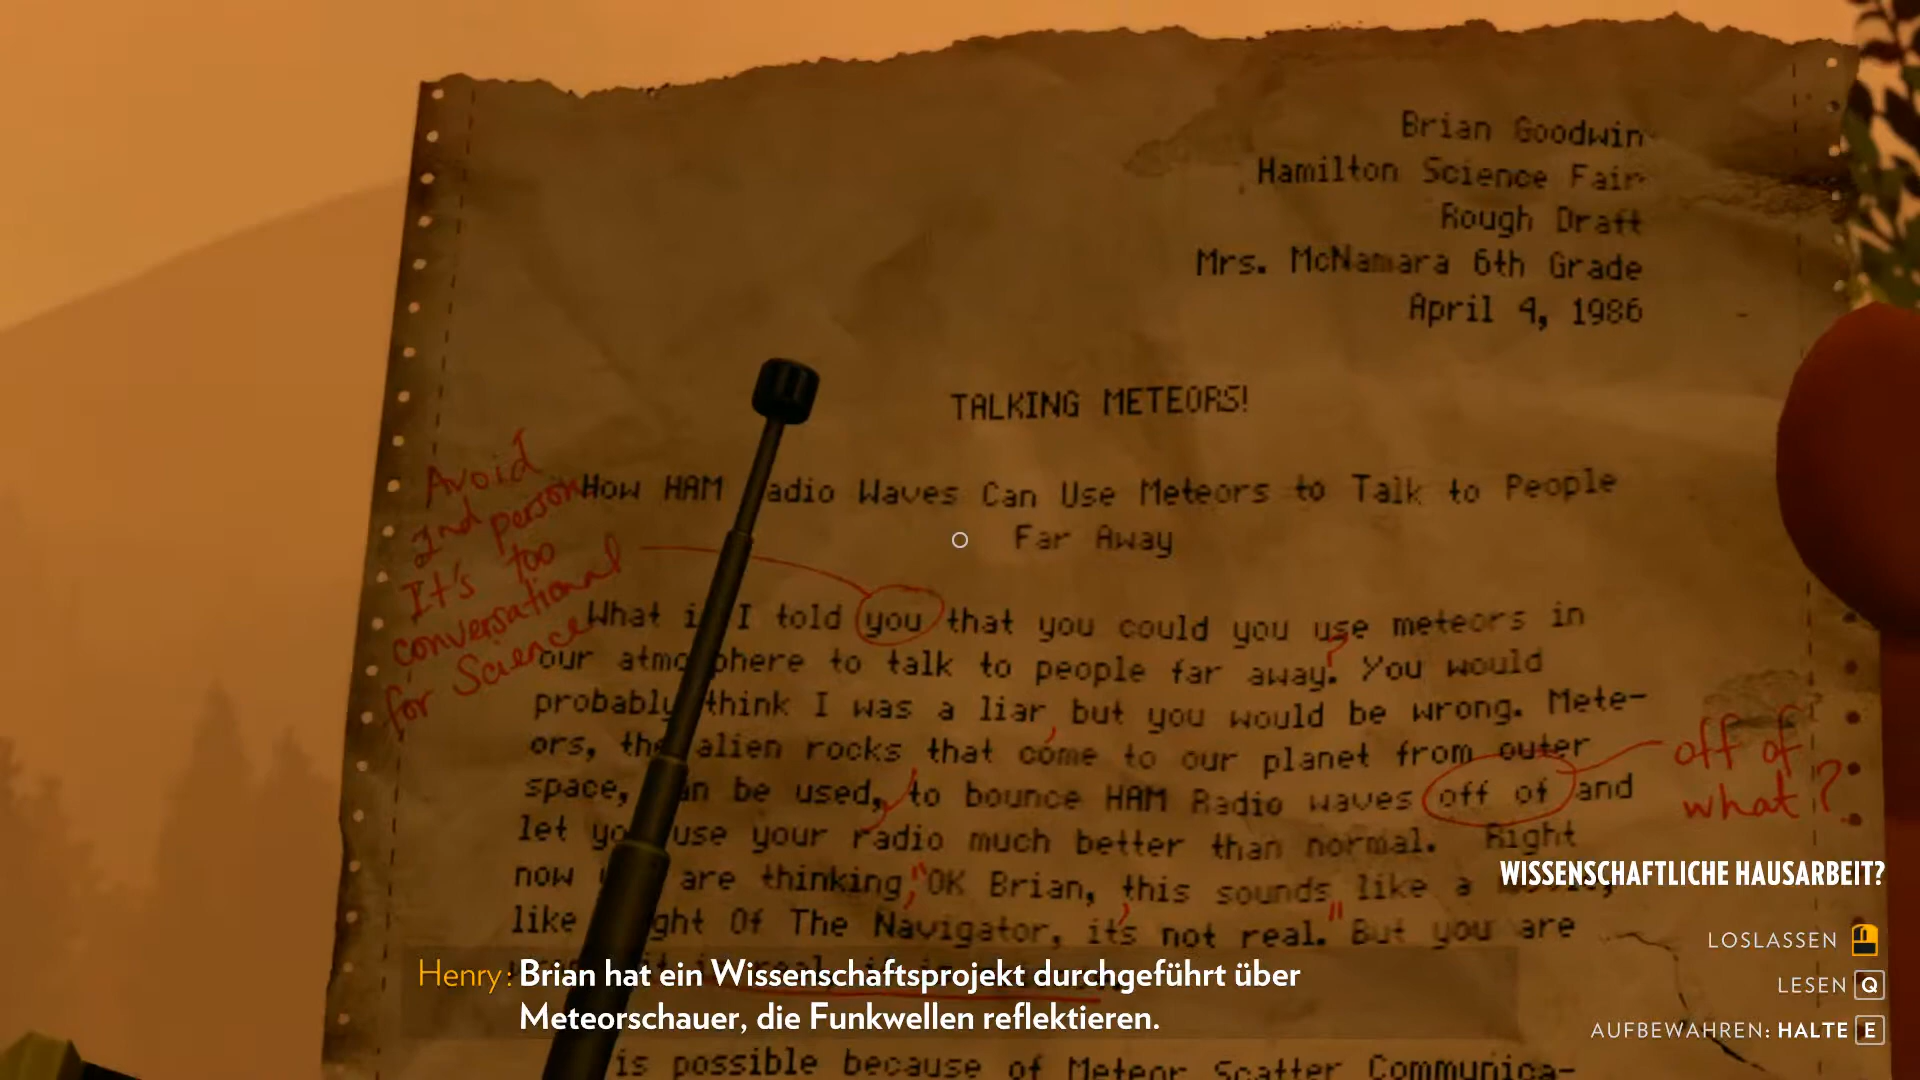 Brian Goodwin
Hamilton Science Fair
Rough Draft
Mrs. McNamara 6th Grade
April 4, 1986
TALKING METEORS!
How HAM adio Waves Can Use Meteors to Talk to People
Far Away
Avoid
2nd person
It's too
conversational
for Science
What i I told you that you could you use meteors in
our atmo phere to talk to people far away. You would
?
probably think I was a liar, but you would be wrong. Mete-
ors, the alien rocks that come to our planet from outer
space, an be used, to bounce HAM Radio waves off of and
off of
what?
let yo use your radio much better than normal. Right
now are thinking, "OK Brian, this sounds like a
like ght Of The Navigator, it's not real." But you are
is possible because of Meteor Scatter Communica-
Henry: Brian hat ein Wissenschaftsprojekt durchgeführt über
Meteorschauer, die Funkwellen reflektieren.
WISSENSCHAFTLICHE HAUSARBEIT?
LOSLASSEN
LESEN Q
AUFBEWAHREN: HALTE E